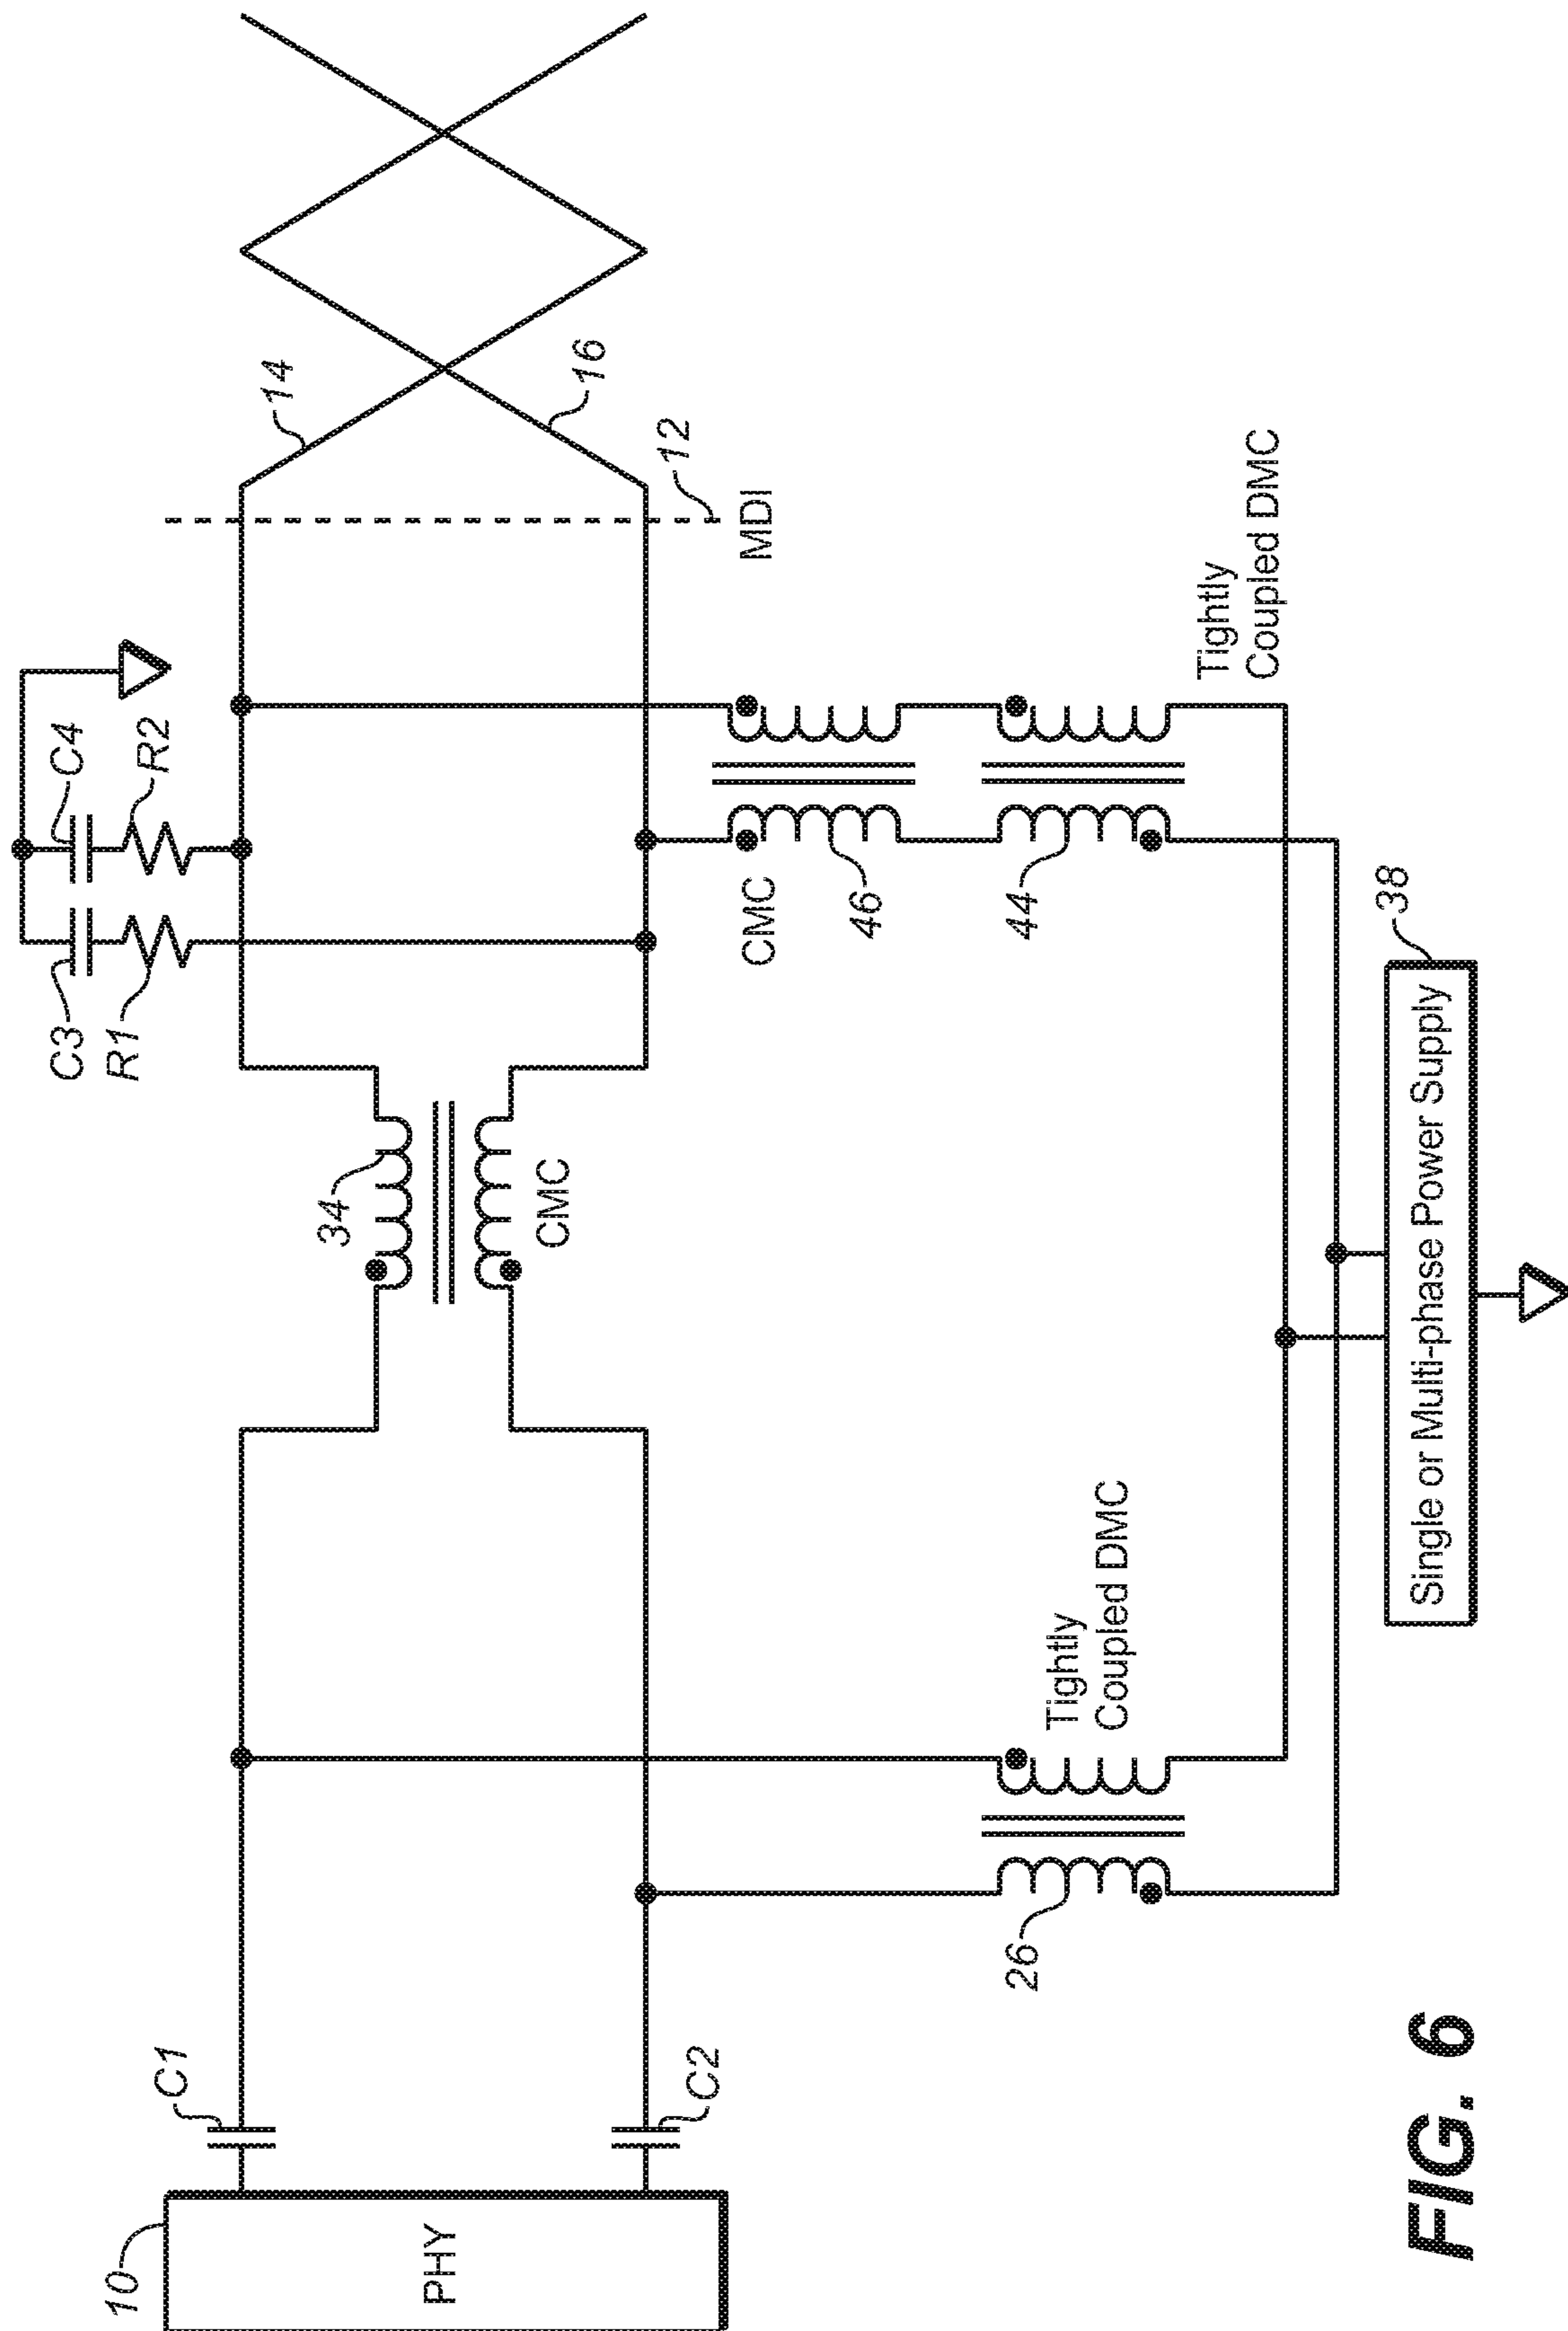 C3
C4
R1
R2
14
16
12
MDI
34
CMC
C1
C2
10
PHY
CMC
46
44
Tightly
Coupled DMC
26
Tightly
Coupled DMC
38
Single or Multi-phase Power Supply
FIG. 6